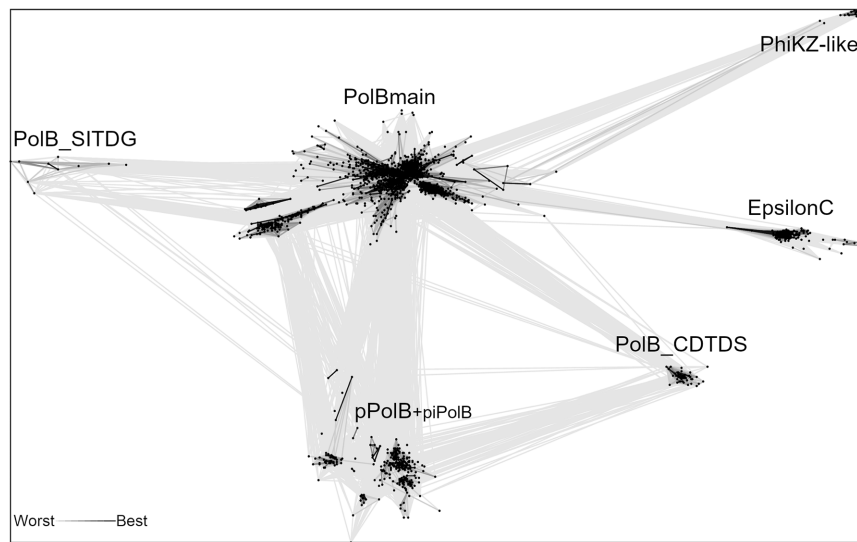 PhiKZ-like
PolBmain
PolB_SITDG
EpsilonC
PolB_CDTDS
pPolB+piPolB
Worst Best